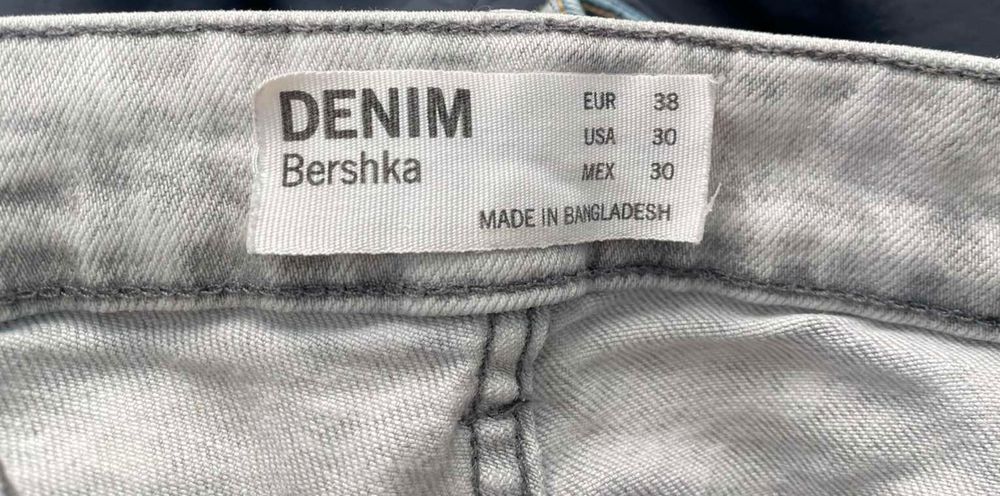 DENIM
Bershka
EUR 38
USA 30
MEX 30
MADE IN BANGLADESH